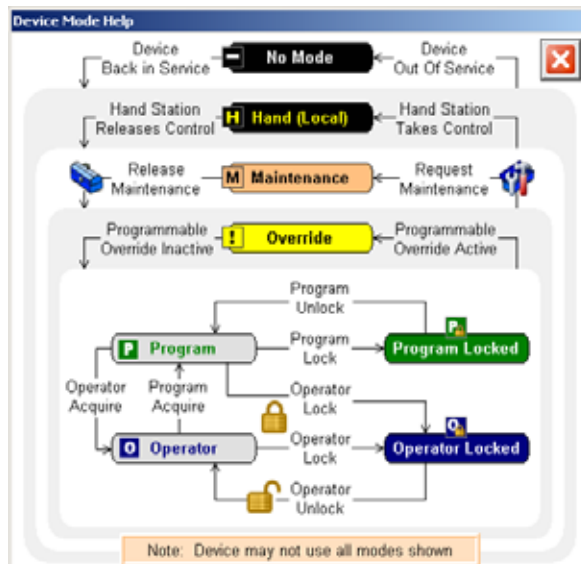 Device Mode Help
Device
Back in Service
No Mode
Device
Out Of Service
Hand Station
Releases Control
H Hand (Local)
Hand Station
Takes Control
Release
Maintenance
M Maintenance
Request
Maintenance
Programmable
Override Inactive
! Override
Programmable
Override Active
Program
Unlock
P
P Program
Program
Lock
Program Locked
Operator
Acquire
Program
Acquire
Operator
Lock
O
O Operator
Operator
Lock
Operator Locked
Operator
Unlock
Note: Device may not use all modes shown